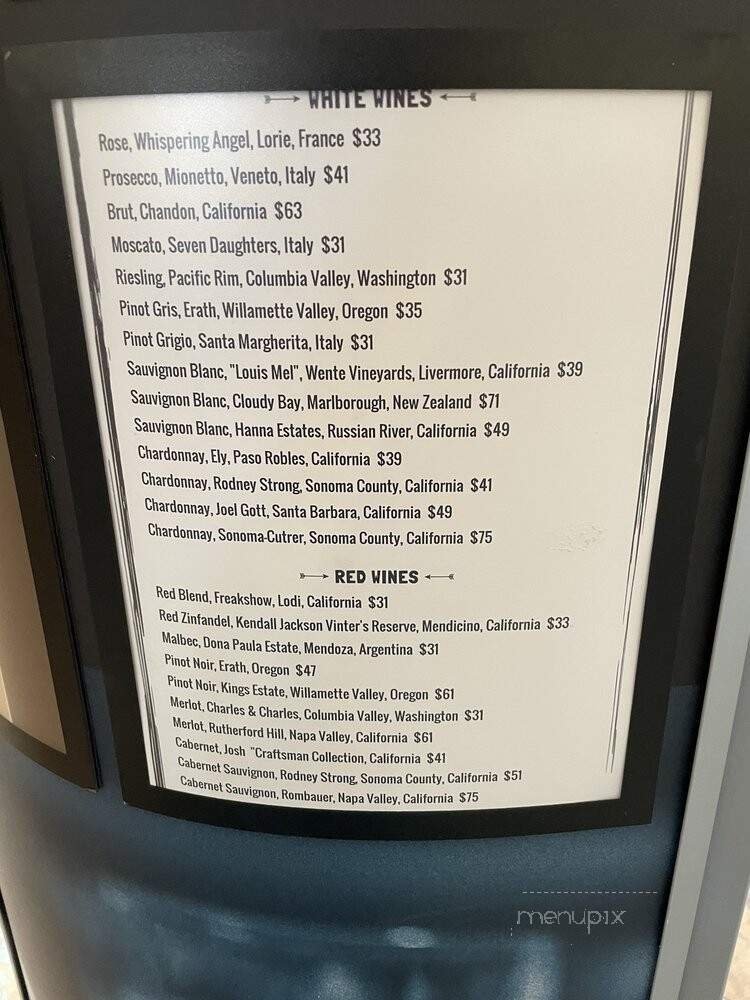 WHITE WINES
Rose, Whispering Angel, Lorie, France $33
Prosecco, Mionetto, Veneto, Italy $41
Brut, Chandon, California $63
Moscato, Seven Daughters, Italy $31
Riesling, Pacific Rim, Columbia Valley, Washington $31
Pinot Gris, Erath, Willamette Valley, Oregon $35
Pinot Grigio, Santa Margherita, Italy $31
Sauvignon Blanc, "Louis Mel", Wente Vineyards, Livermore, California $39
Sauvignon Blanc, Cloudy Bay, Marlborough, New Zealand $71
Sauvignon Blanc, Hanna Estates, Russian River, California $49
Chardonnay, Ely, Paso Robles, California $39
Chardonnay, Rodney Strong, Sonoma County, California $41
Chardonnay, Joel Gott, Santa Barbara, California $49
Chardonnay, Sonoma-Cutrer, Sonoma County, California $75
RED WINES
Red Blend, Freakshow, Lodi, California $31
Red Zinfandel, Kendall Jackson Vinter's Reserve, Mendicino, California $33
Malbec, Dona Paula Estate, Mendoza, Argentina $31
Pinot Noir, Erath, Oregon $47
Pinot Noir, Kings Estate, Willamette Valley, Oregon $61
Merlot, Charles & Charles, Columbia Valley, Washington $31
Merlot, Rutherford Hill, Napa Valley, California $61
Cabernet, Josh "Craftsman Collection, California $41
Cabernet Sauvignon, Rodney Strong, Sonoma County, California $51
Cabernet Sauvignon, Rombauer, Napa Valley, California $75
menupix